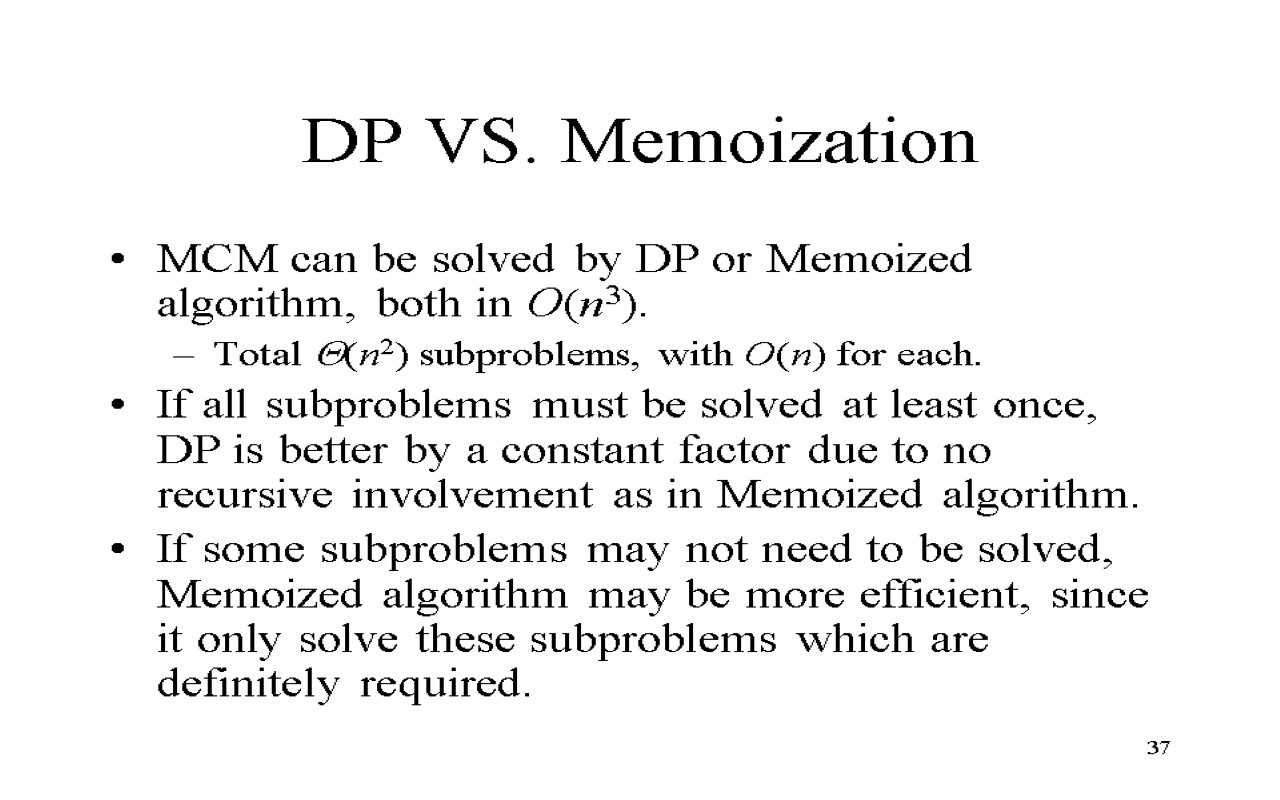 DP VS. Memoization
• MCM can be solved by DP or Memoized
algorithm, both in O(n³).
– Total Θ(n²) subproblems, with O(n) for each.
• If all subproblems must be solved at least once,
DP is better by a constant factor due to no
recursive involvement as in Memoized algorithm.
• If some subproblems may not need to be solved,
Memoized algorithm may be more efficient, since
it only solve these subproblems which are
definitely required.
37